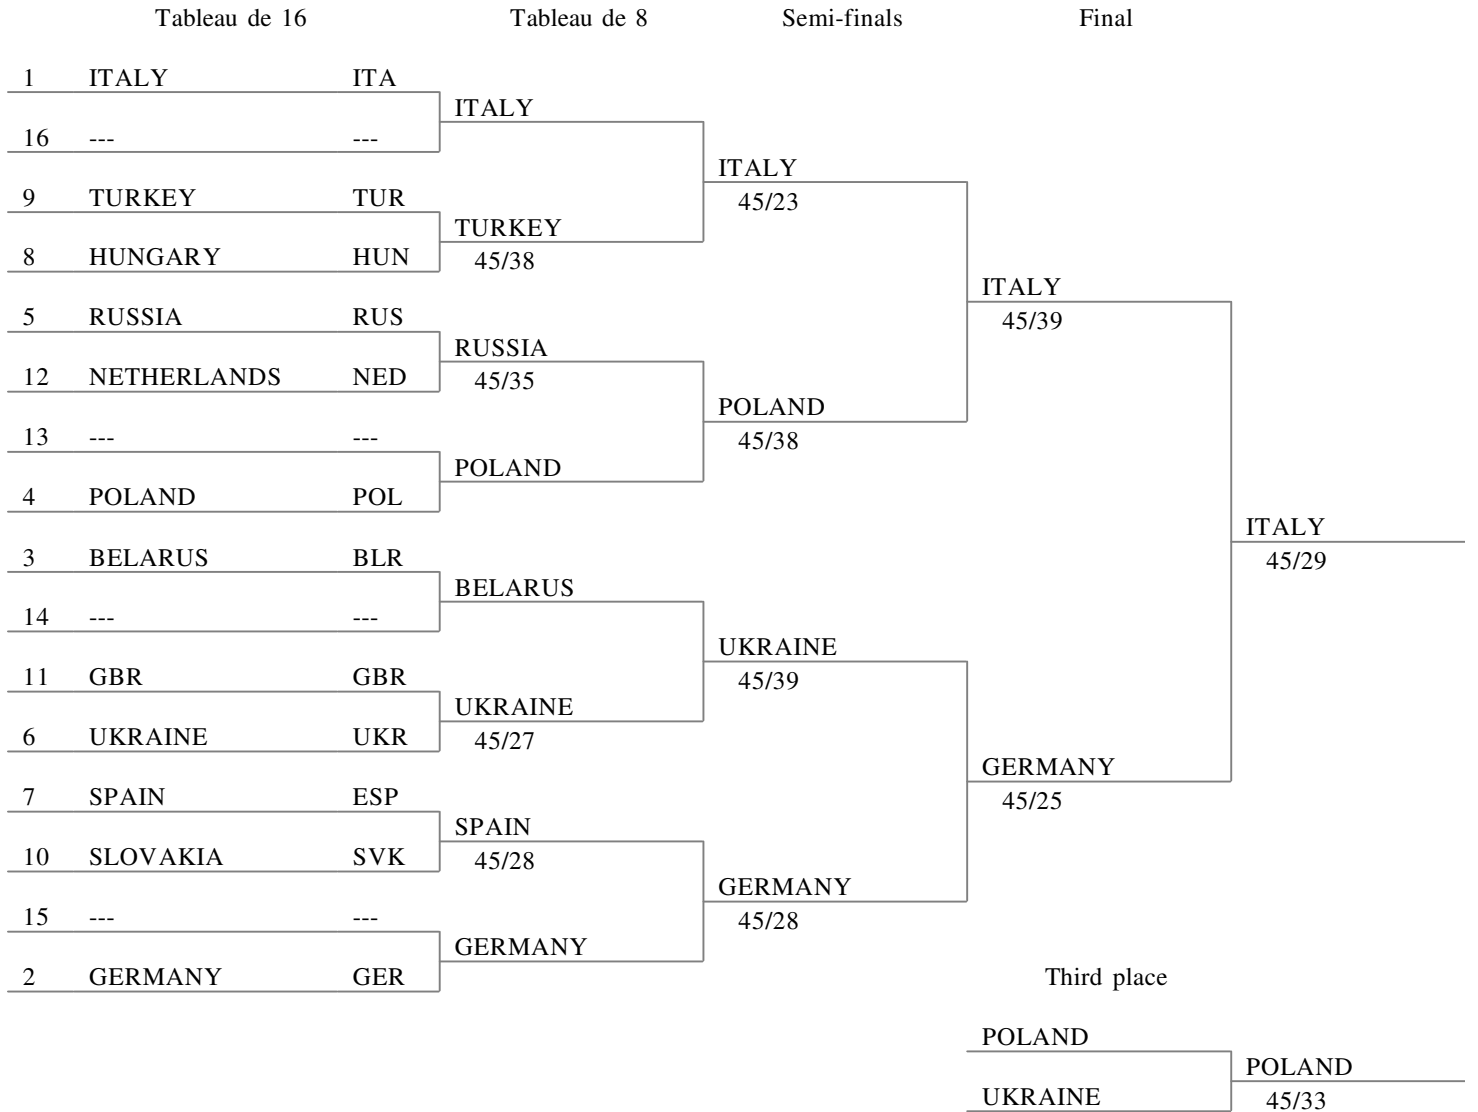 Tableau de 16 Tableau de 8 Semi-finals Final
1 ITALY ITA
ITALY
16 --- ---
ITALY
9 TURKEY TUR
45/23
TURKEY
8 HUNGARY HUN
45/38
ITALY
5 RUSSIA RUS
45/39
RUSSIA
12 NETHERLANDS NED
45/35
POLAND
13 --- ---
45/38
POLAND
4 POLAND POL
ITALY
3 BELARUS BLR
45/29
BELARUS
14 --- ---
UKRAINE
11 GBR GBR
45/39
UKRAINE
6 UKRAINE UKR
45/27
GERMANY
7 SPAIN ESP
45/25
SPAIN
10 SLOVAKIA SVK
45/28
GERMANY
15 --- ---
45/28
GERMANY
2 GERMANY GER
Third place
POLAND
POLAND
UKRAINE
45/33